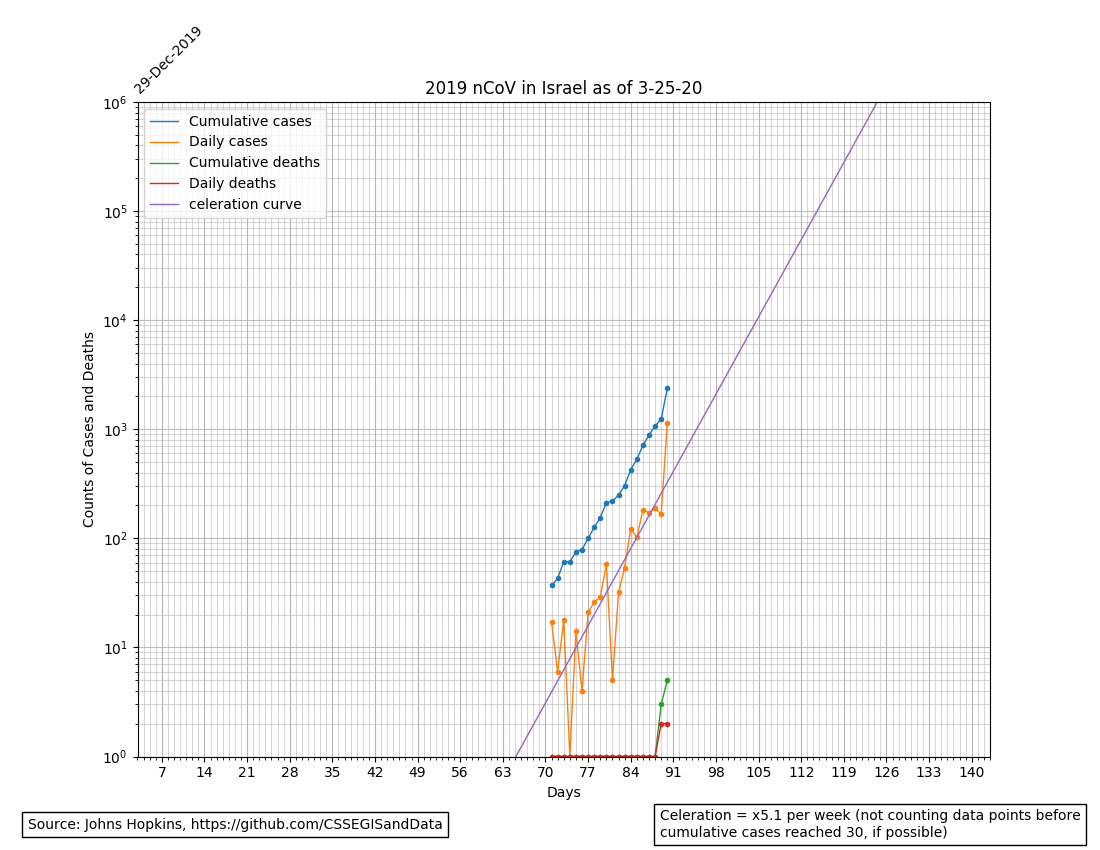 29-Dec-2019
2019 nCoV in Israel as of 3-25-20
10^6
10^5
10^4
10^3
10^2
10^1
10^0
Counts of Cases and Deaths
Cumulative cases
Daily cases
Cumulative deaths
Daily deaths
celeration curve
7 14 21 28 35 42 49 56 63 70 77 84 91 98 105 112 119 126 133 140
Days
Source: Johns Hopkins, https://github.com/CSSEGISandData
Celeration = x5.1 per week (not counting data points before
cumulative cases reached 30, if possible)